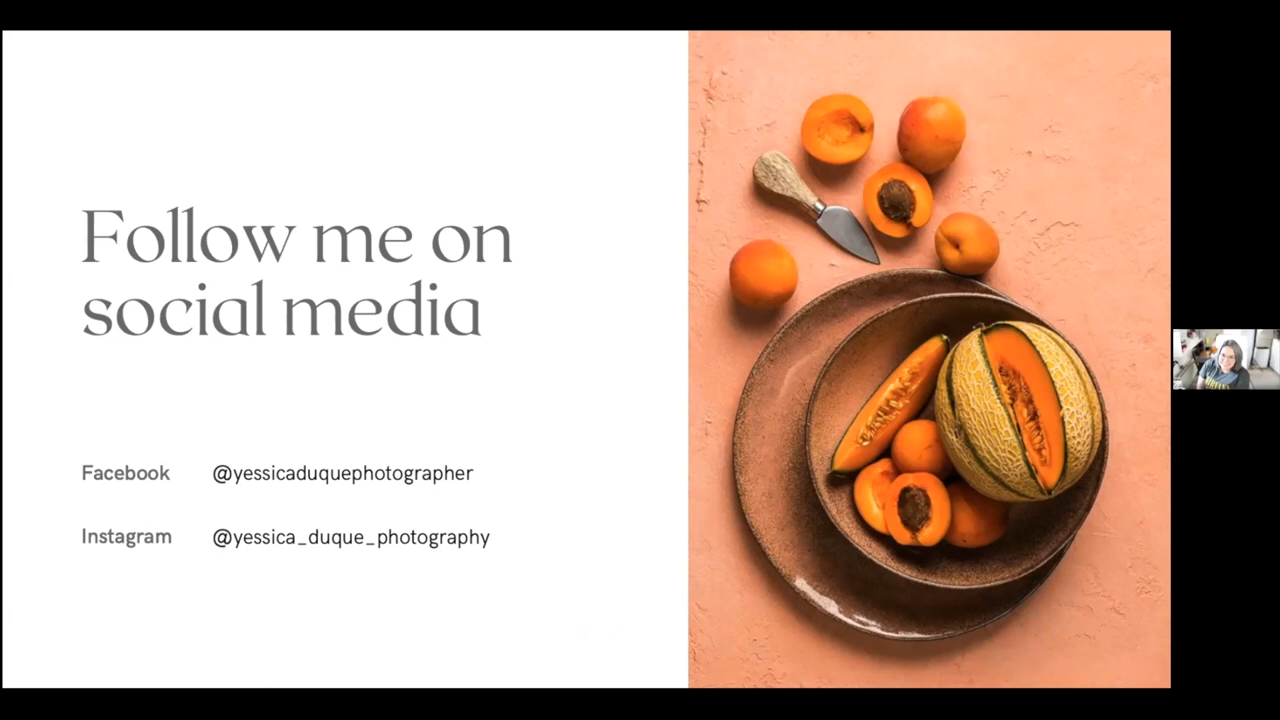 Follow me on
social media
Facebook @yessicaduquephotographer
Instagram @yessica_duque_photography